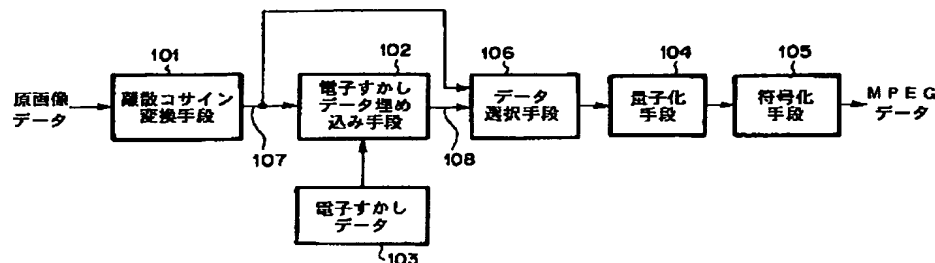 101
102
106
104
105
原画像
データ
離散コサイン
変換手段
電子すかし
データ埋め
込み手段
データ
選択手段
量子化
手段
符号化
手段
MPEG
データ
107
108
電子すかし
データ
103